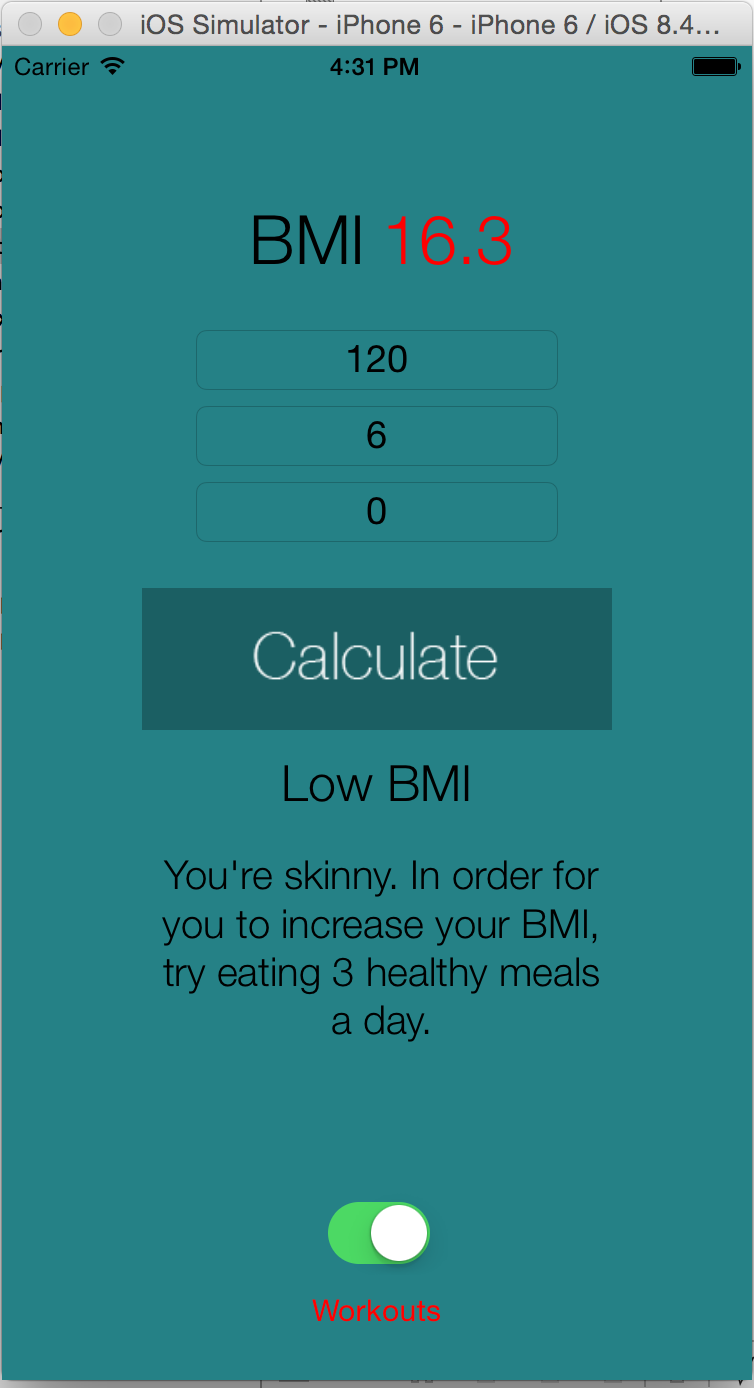 iOS Simulator - iPhone 6 - iPhone 6 / iOS 8.4...
Carrier 4:31 PM
BMI 16.3
120
6
0
Calculate
Low BMI
You're skinny. In order for
you to increase your BMI,
try eating 3 healthy meals
a day.
Workouts